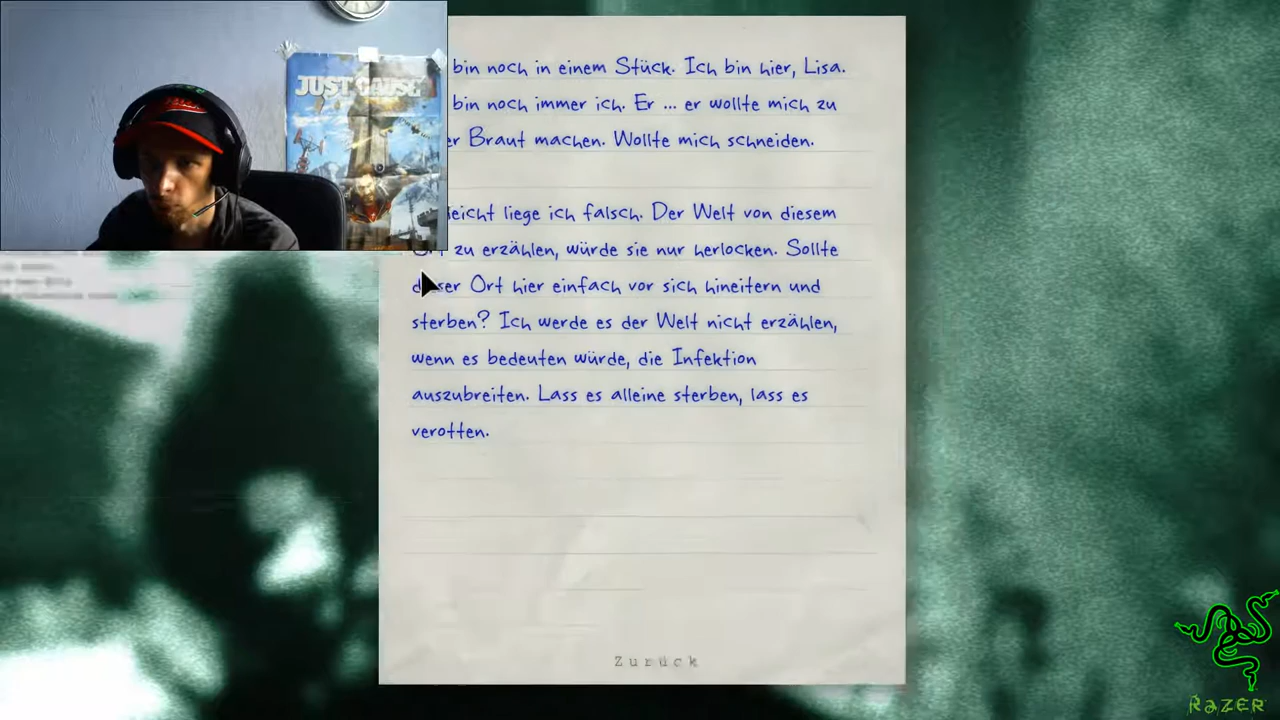 JUST CAUSE
bin noch in einem Stück. Ich bin hier, Lisa.
bin noch immer ich. Er ... er wollte mich zu
Braut machen. Wollte mich schneiden.
liege ich falsch. Der Welt von diesem
zu erzählen, würde sie nur herlocken. Sollte
Ort hier einfach vor sich hineitern und
sterben? Ich werde es der Welt nicht erzählen,
wenn es bedeuten würde, die Infektion
auszubreiten. Lass es alleine sterben, lass es
verotten.
Zurück
RAZER